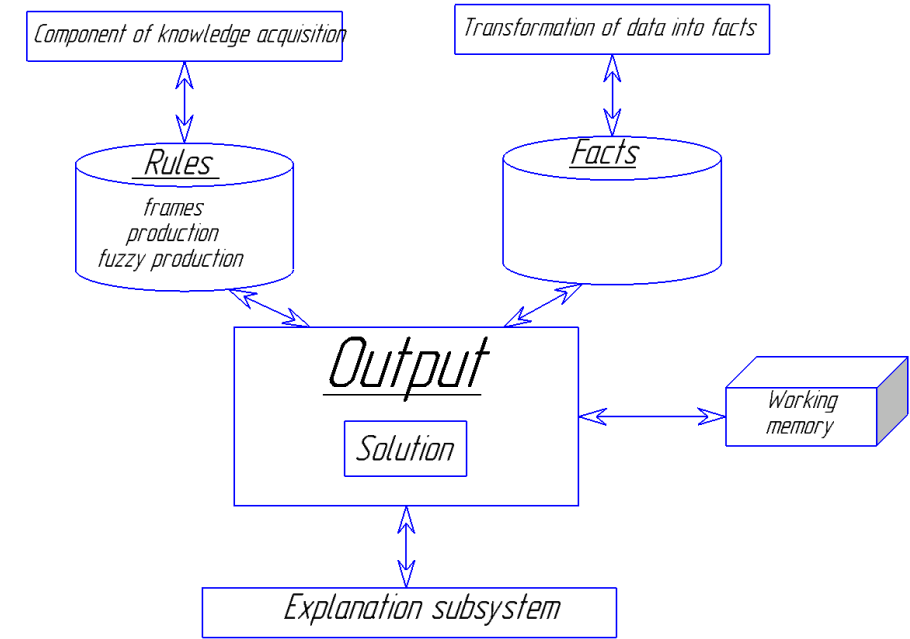 Component of knowledge acquisition
Transformation of data into facts
Rules
frames
production
fuzzy production
Facts
Output
Solution
Working
memory
Explanation subsystem